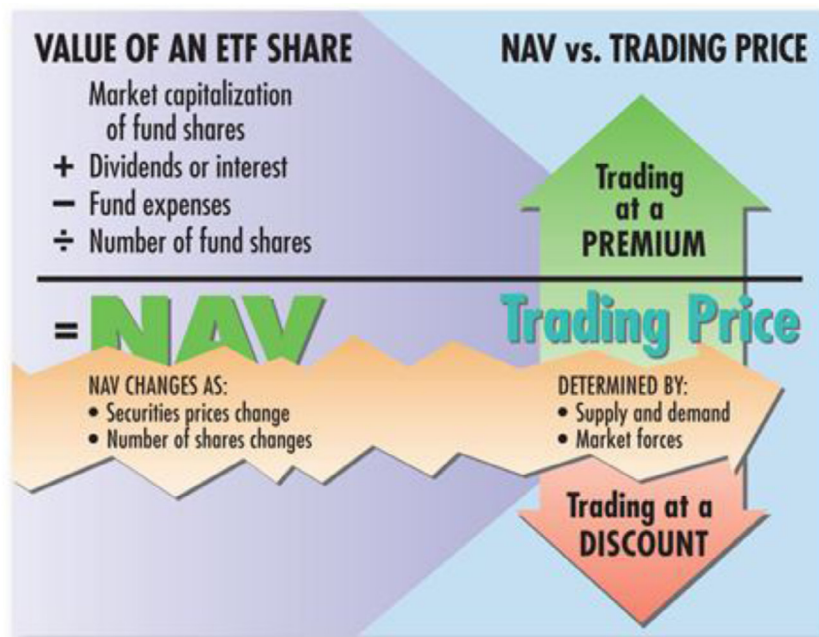 VALUE OF AN ETF SHARE
Market capitalization
of fund shares
+ Dividends or interest
− Fund expenses
÷ Number of fund shares
= NAV
NAV CHANGES AS:
• Securities prices change
• Number of shares changes
NAV vs. TRADING PRICE
Trading
at a
PREMIUM
Trading Price
DETERMINED BY:
• Supply and demand
• Market forces
Trading at a
DISCOUNT